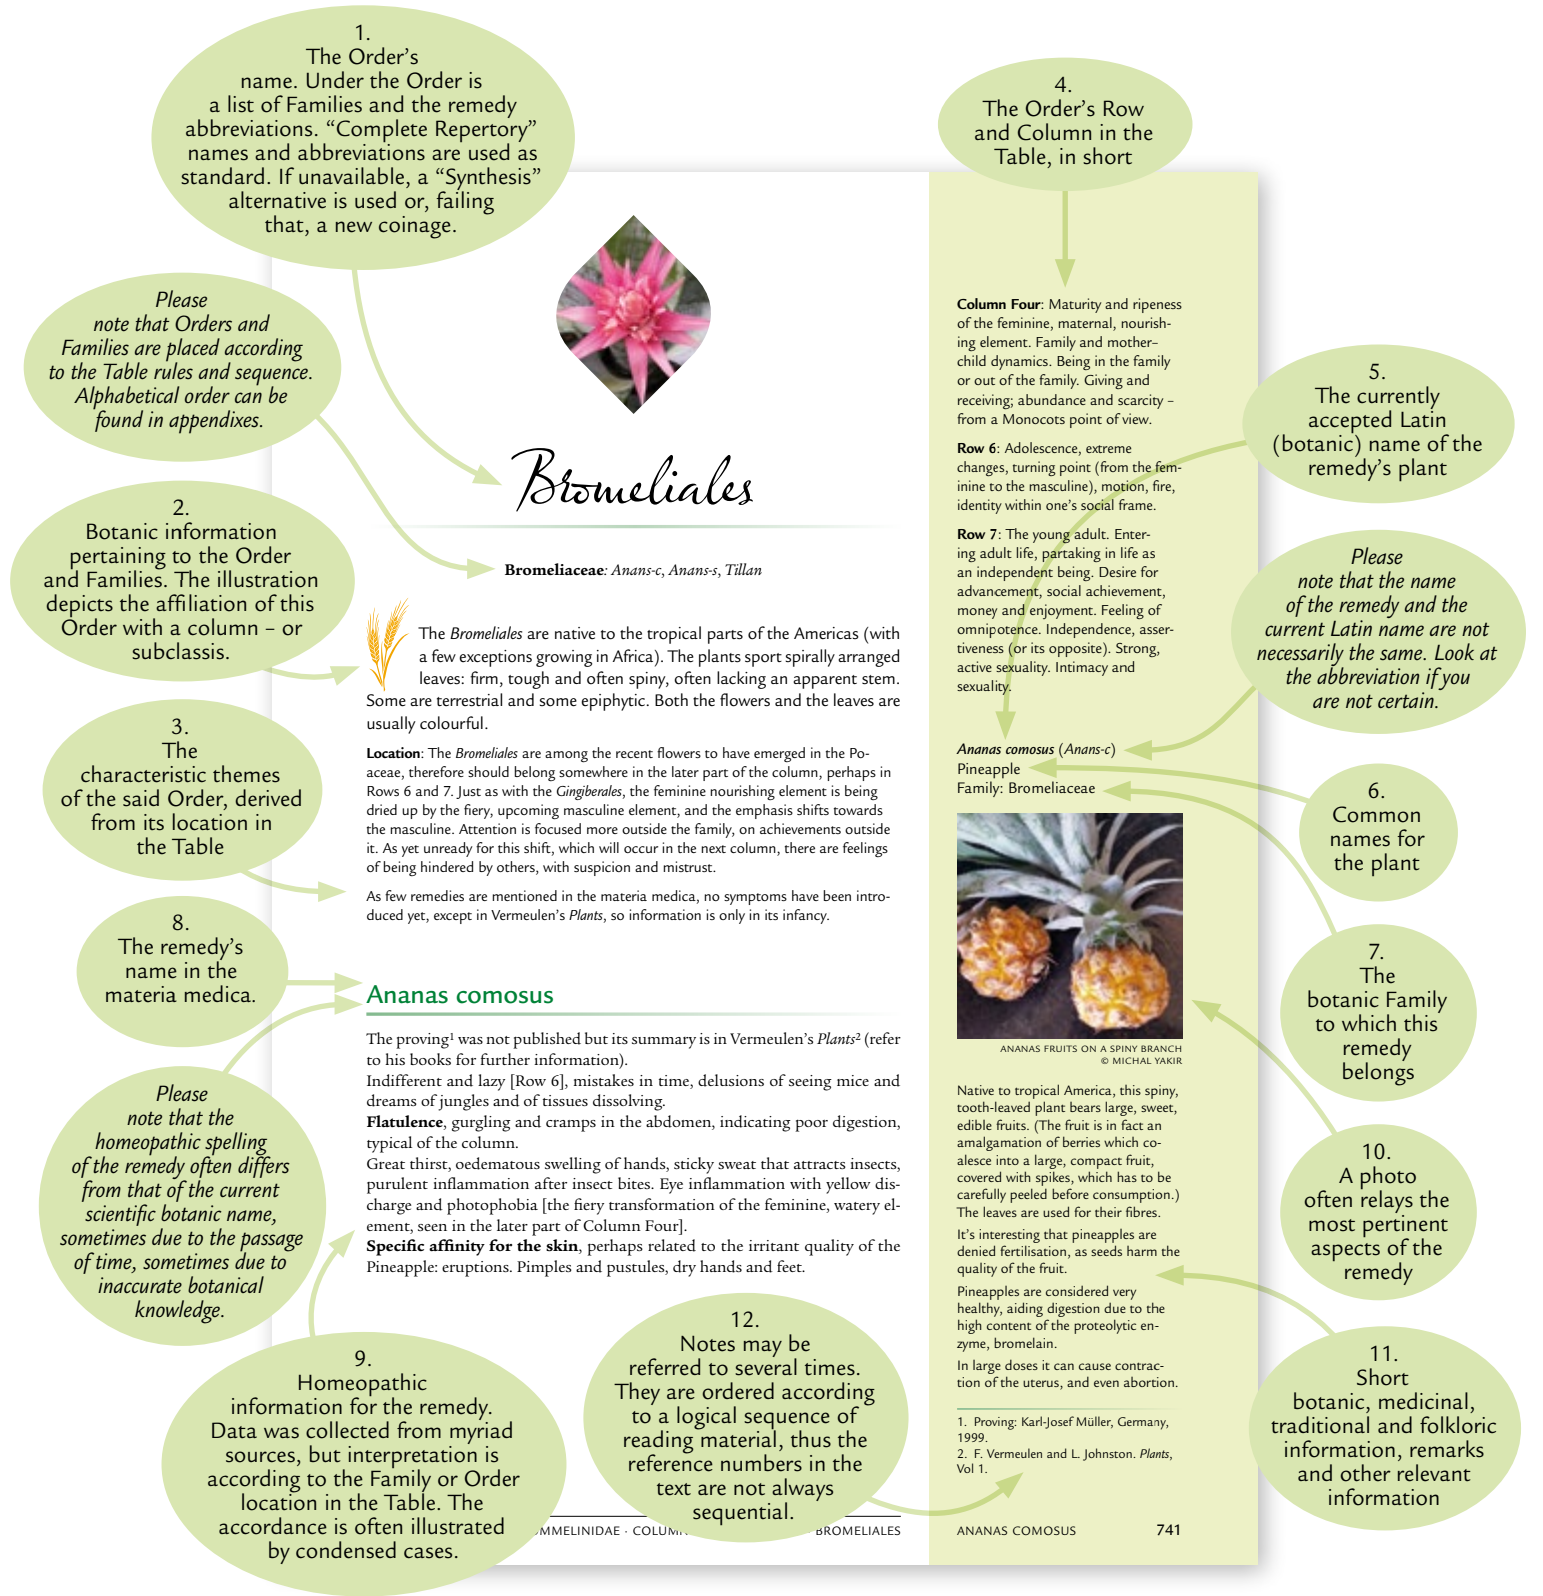 1.
The Order’s
name. Under the Order is
a list of Families and the remedy
abbreviations. “Complete Repertory”
names and abbreviations are used as
standard. If unavailable, a “Synthesis”
alternative is used or, failing
that, a new coinage.
Please
note that Orders and
Families are placed according
to the Table rules and sequence.
Alphabetical order can be
found in appendixes.
2.
Botanic information
pertaining to the Order
and Families. The illustration
depicts the affiliation of this
Order with a column – or
subclassis.
3.
The
characteristic themes
of the said Order, derived
from its location in
the Table
8.
The remedy’s
name in the
materia medica.
Please
note that the
homeopathic spelling
of the remedy often differs
from that of the current
scientific botanic name,
sometimes due to the passage
of time, sometimes due to
inaccurate botanical
knowledge.
9.
Homeopathic
information for the remedy.
Data was collected from myriad
sources, but interpretation is
according to the Family or Order
location in the Table. The
accordance is often illustrated
by condensed cases.
Bromeliales
Bromeliaceae: Anans-c, Anans-s, Tillan
The Bromeliales are native to the tropical parts of the Americas (with
a few exceptions growing in Africa). The plants sport spirally arranged
leaves: firm, tough and often spiny, often lacking an apparent stem.
Some are terrestrial and some epiphytic. Both the flowers and the leaves are
usually colourful.
Location: The Bromeliales are among the recent flowers to have emerged in the Po-
aceae, therefore should belong somewhere in the later part of the column, perhaps in
Rows 6 and 7. Just as with the Gingiberales, the feminine nourishing element is being
dried up by the fiery, upcoming masculine element, and the emphasis shifts towards
the masculine. Attention is focused more outside the family, on achievements outside
it. As yet unready for this shift, which will occur in the next column, there are feelings
of being hindered by others, with suspicion and mistrust.
As few remedies are mentioned in the materia medica, no symptoms have been intro-
duced yet, except in Vermeulen’s Plants, so information is only in its infancy.
Ananas comosus
The proving¹ was not published but its summary is in Vermeulen’s Plants² (refer
to his books for further information).
Indifferent and lazy [Row 6], mistakes in time, delusions of seeing mice and
dreams of jungles and of tissues dissolving.
Flatulence, gurgling and cramps in the abdomen, indicating poor digestion,
typical of the column.
Great thirst, oedematous swelling of hands, sticky sweat that attracts insects,
purulent inflammation after insect bites. Eye inflammation with yellow dis-
charge and photophobia [the fiery transformation of the feminine, watery el-
ement, seen in the later part of Column Four].
Specific affinity for the skin, perhaps related to the irritant quality of the
Pineapple: eruptions. Pimples and pustules, dry hands and feet.
12.
Notes may be
referred to several times.
They are ordered according
to a logical sequence of
reading material, thus the
reference numbers in the
text are not always
sequential.
OMMELINIDAE · COLUM BROMELIALES
4.
The Order’s Row
and Column in the
Table, in short
Column Four: Maturity and ripeness
of the feminine, maternal, nourish-
ing element. Family and mother–
child dynamics. Being in the family
or out of the family. Giving and
receiving; abundance and scarcity –
from a Monocots point of view.
Row 6: Adolescence, extreme
changes, turning point (from the fem-
inine to the masculine), motion, fire,
identity within one’s social frame.
Row 7: The young adult. Enter-
ing adult life, partaking in life as
an independent being. Desire for
advancement, social achievement,
money and enjoyment. Feeling of
omnipotence. Independence, asser-
tiveness (or its opposite). Strong,
active sexuality. Intimacy and
sexuality.
Ananas comosus (Anans-c)
Pineapple
Family: Bromeliaceae
ANANAS FRUITS ON A SPINY BRANCH
© MICHAL YAKIR
Native to tropical America, this spiny,
tooth-leaved plant bears large, sweet,
edible fruits. (The fruit is in fact an
amalgamation of berries which co-
alesce into a large, compact fruit,
covered with spikes, which has to be
carefully peeled before consumption.)
The leaves are used for their fibres.
It’s interesting that pineapples are
denied fertilisation, as seeds harm the
quality of the fruit.
Pineapples are considered very
healthy, aiding digestion due to the
high content of the proteolytic en-
zyme, bromelain.
In large doses it can cause contrac-
tion of the uterus, and even abortion.
1. Proving: Karl-Josef Müller, Germany,
1999.
2. F. Vermeulen and L. Johnston. Plants,
Vol 1.
ANANAS COMOSUS 741
5.
The currently
accepted Latin
(botanic) name of the
remedy’s plant
Please
note that the name
of the remedy and the
current Latin name are not
necessarily the same. Look at
the abbreviation if you
are not certain.
6.
Common
names for
the plant
7.
The
botanic Family
to which this
remedy
belongs
10.
A photo
often relays the
most pertinent
aspects of the
remedy
11.
Short
botanic, medicinal,
traditional and folkloric
information, remarks
and other relevant
information